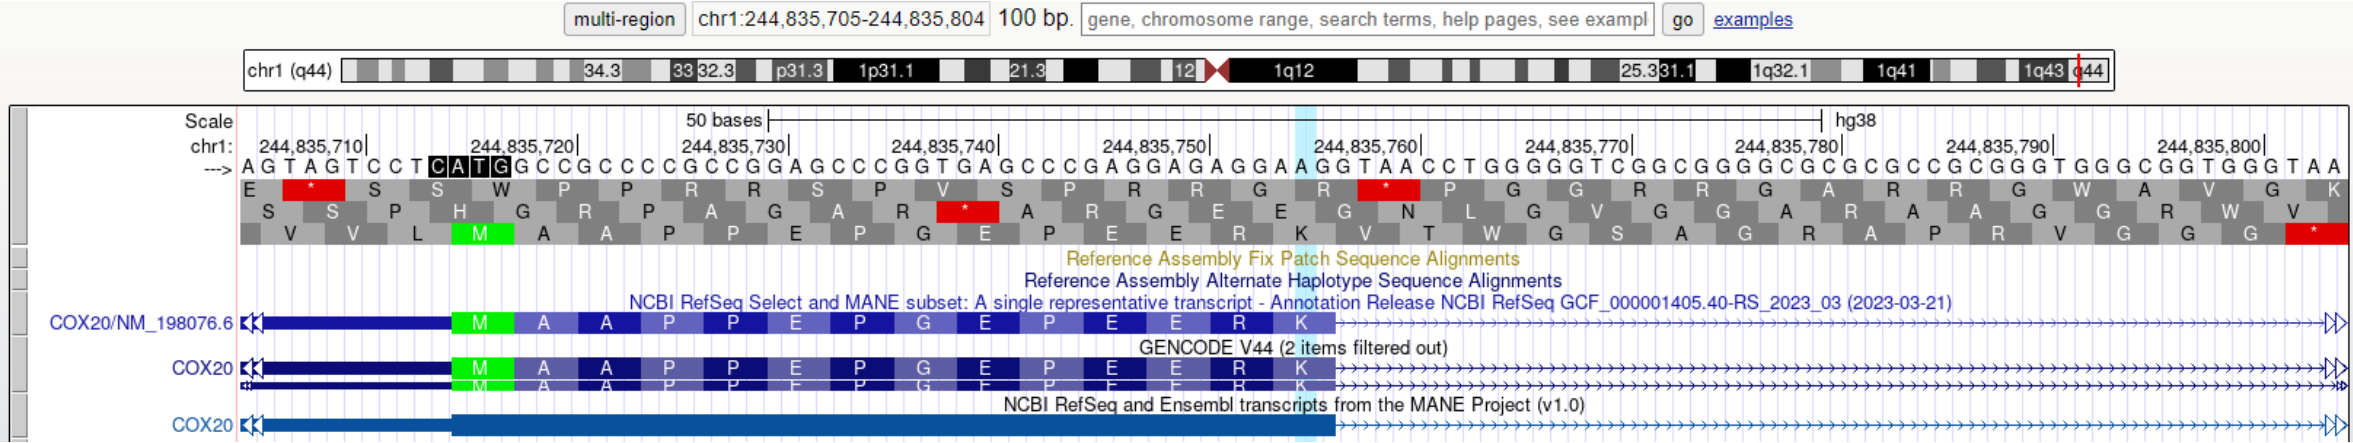 multi-region chr1:244,835,705-244,835,804 100 bp. gene, chromosome range, search terms, help pages, see exampl go examples
chr1 (q44) 34.3 33 32.3 p31.3 1p31.1 21.3 12 1q12 25.3 31.1 1q32.1 1q41 1q43 q44
Scale 50 bases hg38
chr1: 244,835,710 244,835,720 244,835,730 244,835,740 244,835,750 244,835,760 244,835,770 244,835,780 244,835,790 244,835,800
---> A G T A G T C C T C A T G G C C G C C C C G C C G G A G C C C G G T G A G C C C G A G G A G A G G A A G G T A A C C T G G G G G T C G G C G G G G C G C G C G C C G C G G G T G G G C G G T G G G T A A
E * S S W P P R R S P V S P R R G R * P G G R R G A R R G W A V G K
S S P H G R P A G A R * A R G E E G N L G V G G A R A A G G R W V
V V L M A A P P E P G E P E E R K V T W G S A G R A P R V G G G *
Reference Assembly Fix Patch Sequence Alignments
Reference Assembly Alternate Haplotype Sequence Alignments
NCBI RefSeq Select and MANE subset: A single representative transcript - Annotation Release NCBI RefSeq GCF_000001405.40-RS_2023_03 (2023-03-21)
COX20/NM_198076.6 M A A P P E P G E P E E R K
GENCODE V44 (2 items filtered out)
COX20 M A A P P E P G E P E E R K
M A A P P E P G E P E E R K
NCBI RefSeq and Ensembl transcripts from the MANE Project (v1.0)
COX20